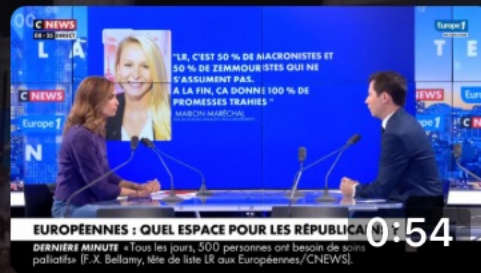 CNEWS
08:35 DIRECT
Europe 1
"LR, C'EST 50 % DE MACRONISTES ET
50 % DE ZEMMOURISTES QUI NE
S'ASSUMENT PAS.
À LA FIN, ÇA DONNE 100 % DE
PROMESSES TRAHIES "
MARION MARÉCHAL
CNEWS
CNEWS
Europe 1
Europe 1
EUROPÉENNES : QUEL ESPACE POUR LES RÉPUBLICAINS ?
0:54
DERNIÈRE MINUTE «Tous les jours, 500 personnes ont besoin de soins
palliatifs» (F.X. Bellamy, tête de liste LR aux Européennes/CNEWS).